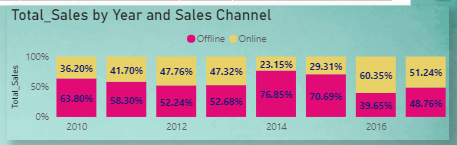 Total_Sales by Year and Sales Channel
Offline Online
100%
36.20% 41.70% 47.76% 47.32% 23.15% 29.31% 60.35% 51.24%
Total_Sales
50%
63.80% 58.30% 52.24% 52.68% 76.85% 70.69% 39.65% 48.76%
0%
2010 2012 2014 2016